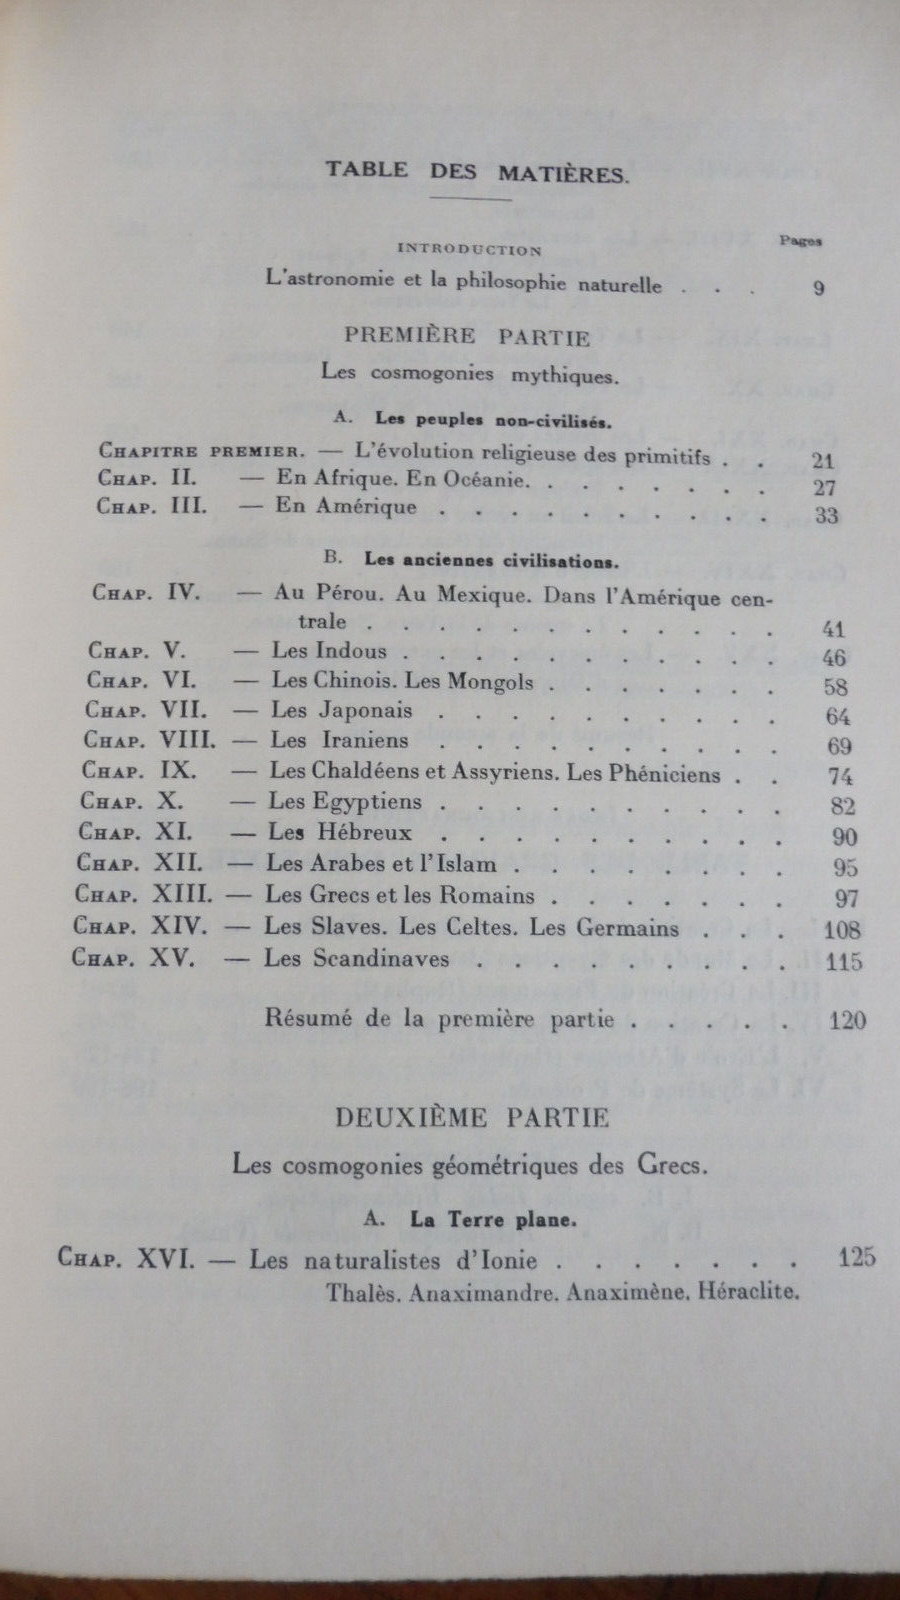 TABLE DES MATIÈRES.
Pages
INTRODUCTION
L'astronomie et la philosophie naturelle . . . 9
PREMIÈRE PARTIE
Les cosmogonies mythiques.
A. Les peuples non-civilisés.
CHAPITRE PREMIER. — L'évolution religieuse des primitifs . . 21
CHAP. II. — En Afrique. En Océanie. . . . . . . . 27
CHAP. III. — En Amérique . . . . . . . . . . 33
B. Les anciennes civilisations.
CHAP. IV. — Au Pérou. Au Mexique. Dans l'Amérique cen-
trale . . . . . . . . . . . . 41
CHAP. V. — Les Indous . . . . . . . . . . . 46
CHAP. VI. — Les Chinois. Les Mongols . . . . . . . 58
CHAP. VII. — Les Japonais . . . . . . . . . . 64
CHAP. VIII. — Les Iraniens . . . . . . . . . . 69
CHAP. IX. — Les Chaldéens et Assyriens. Les Phéniciens . . 74
CHAP. X. — Les Egyptiens . . . . . . . . . . 82
CHAP. XI. — Les Hébreux . . . . . . . . . . 90
CHAP. XII. — Les Arabes et l'Islam . . . . . . . . 95
CHAP. XIII. — Les Grecs et les Romains . . . . . . . 97
CHAP. XIV. — Les Slaves. Les Celtes. Les Germains . . . 108
CHAP. XV. — Les Scandinaves . . . . . . . . . 115
Résumé de la première partie . . . . . . 120
DEUXIÈME PARTIE
Les cosmogonies géométriques des Grecs.
A. La Terre plane.
CHAP. XVI. — Les naturalistes d'Ionie . . . . . . . 125
Thalès. Anaximandre. Anaximène. Héraclite.